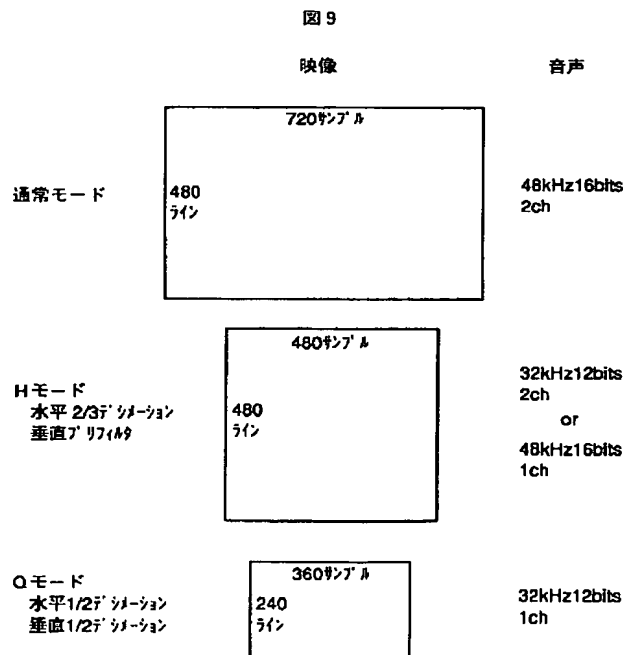 図9
映像
音声
720サンプル
通常モード
480
ライン
48kHz16bits
2ch
480サンプル
Hモード
水平 2/3デシメーション
垂直プリフィルタ
480
ライン
32kHz12bits
2ch
or
48kHz16bits
1ch
360サンプル
Qモード
水平1/2デシメーション
垂直1/2デシメーション
240
ライン
32kHz12bits
1ch